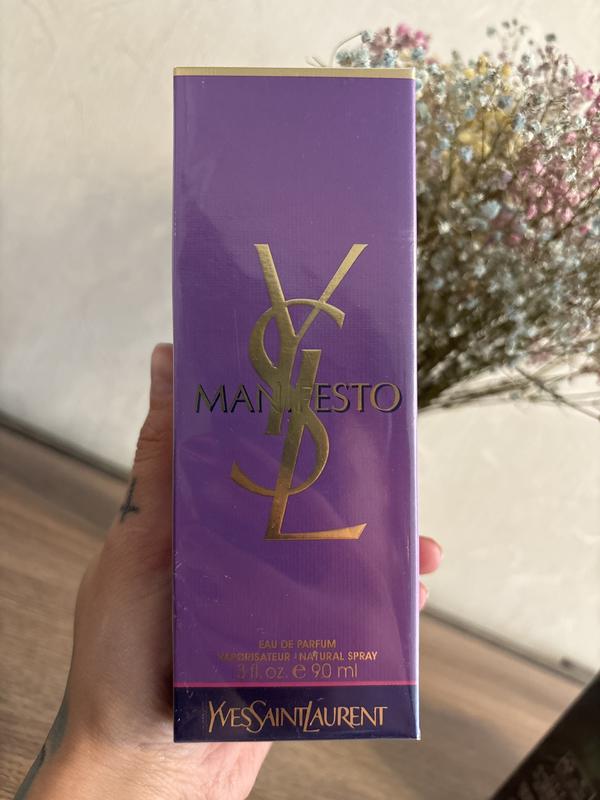 YSL
MANIFESTO
EAU DE PARFUM
VAPORISATEUR NATURAL SPRAY
3 fl.oz. ℮ 90 ml
YVESSAINTLAURENT